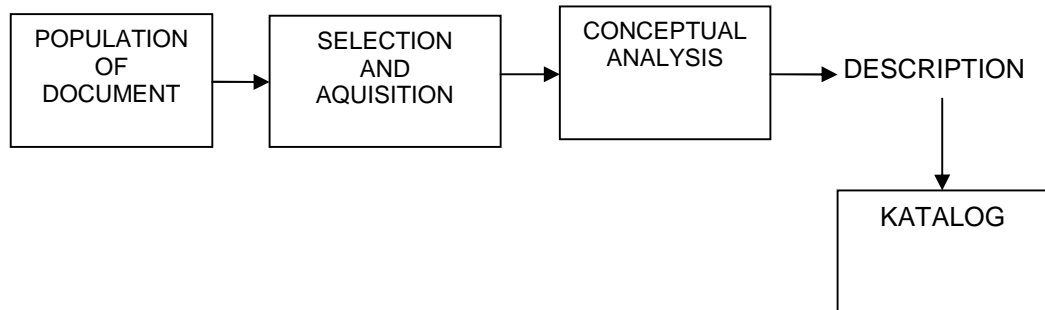 POPULATION
OF
DOCUMENT
SELECTION
AND
AQUISITION
CONCEPTUAL
ANALYSIS
DESCRIPTION
KATALOG